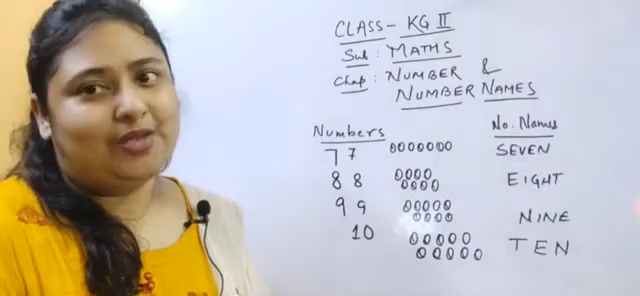 CLASS - KG II
Sub : MATHS
Chap : NUMBER &
NUMBER NAMES
Numbers No. Names
7 7 SEVEN
8 8 EIGHT
9 9 NINE
10 TEN